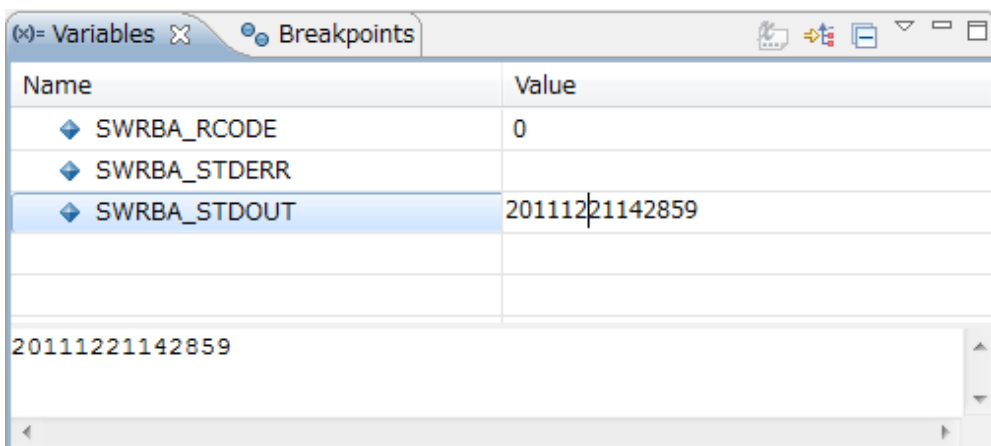 (x)= Variables Breakpoints
Name Value
SWRBA_RCODE 0
SWRBA_STDERR
SWRBA_STDOUT 20111221142859
20111221142859